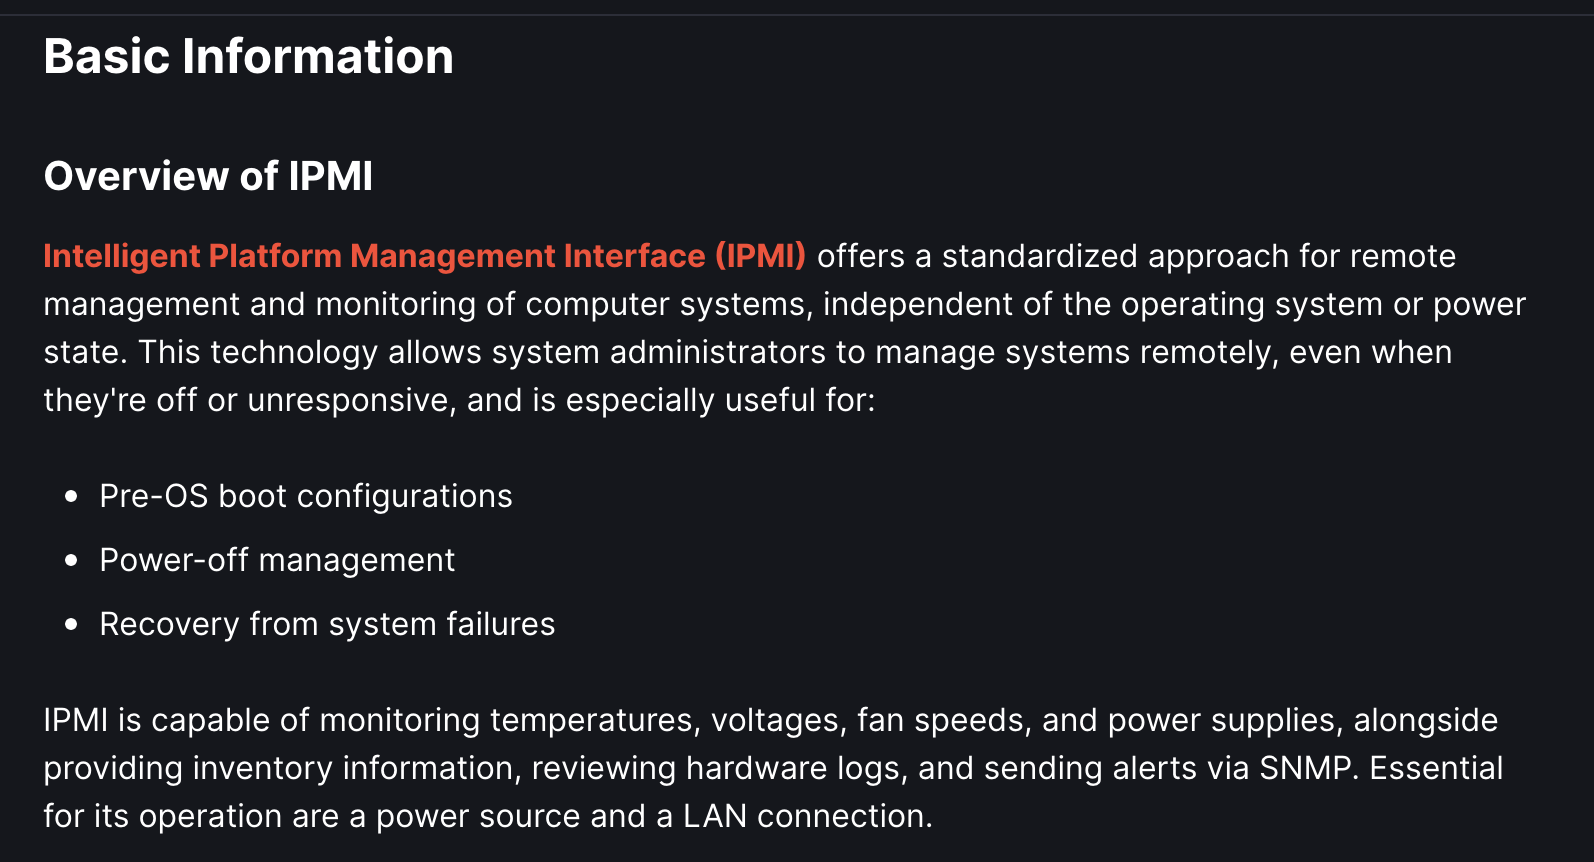 Basic Information
Overview of IPMI
Intelligent Platform Management Interface (IPMI) offers a standardized approach for remote
management and monitoring of computer systems, independent of the operating system or power
state. This technology allows system administrators to manage systems remotely, even when
they're off or unresponsive, and is especially useful for:
• Pre-OS boot configurations
• Power-off management
• Recovery from system failures
IPMI is capable of monitoring temperatures, voltages, fan speeds, and power supplies, alongside
providing inventory information, reviewing hardware logs, and sending alerts via SNMP. Essential
for its operation are a power source and a LAN connection.